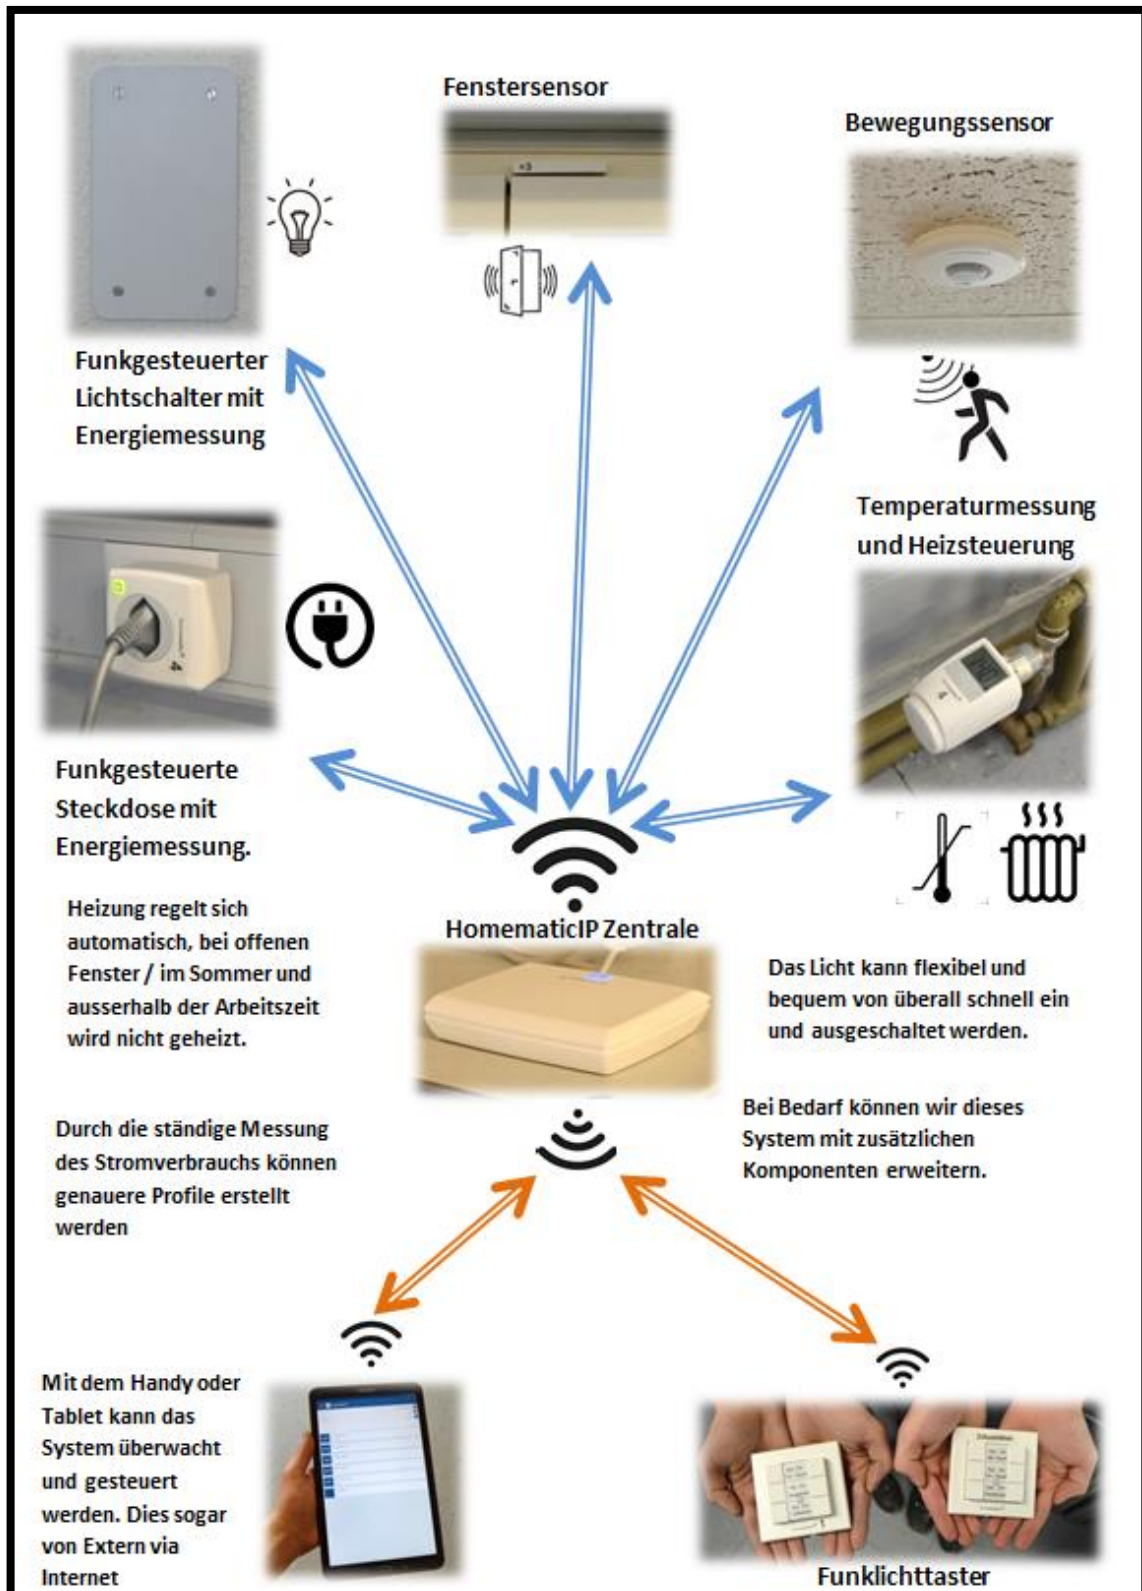 Fenstersensor
Bewegungssensor
Funkgesteuerter
Lichtschalter mit
Energiemessung
Temperaturmessung
und Heizsteuerung
4
Funkgesteuerte
Steckdose mit
Energiemessung.
HomematicIP Zentrale
Heizung regelt sich
automatisch, bei offenen
Fenster / im Sommer und
ausserhalb der Arbeitszeit
wird nicht geheizt.
Das Licht kann flexibel und
bequem von überall schnell ein
und ausgeschaltet werden.
Durch die ständige Messung
des Stromverbrauchs können
genauere Profile erstellt
werden
Bei Bedarf können wir dieses
System mit zusätzlichen
Komponenten erweitern.
Mit dem Handy oder
Tablet kann das
System überwacht
und gesteuert
werden. Dies sogar
von Extern via
Internet
Funklichttaster